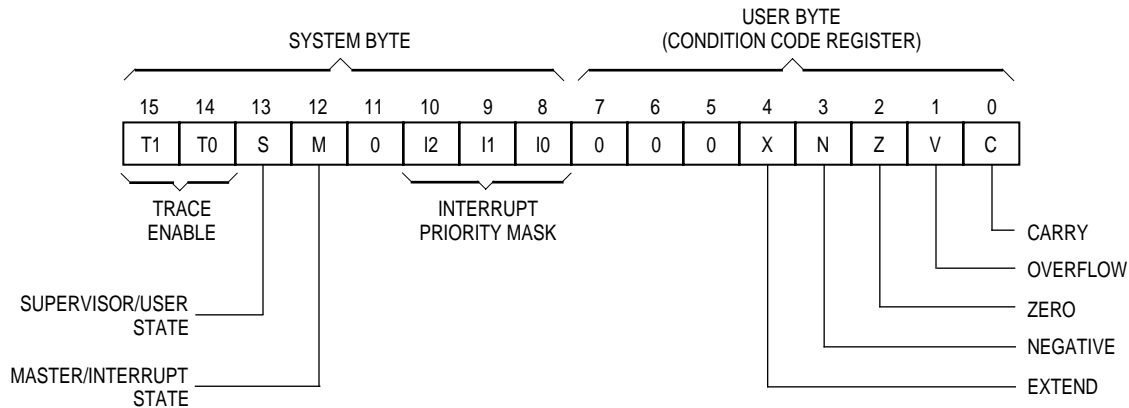 USER BYTE
SYSTEM BYTE (CONDITION CODE REGISTER)
15 14 13 12 11 10 9 8 7 6 5 4 3 2 1 0
T1 T0 S M 0 I2 I1 I0 0 0 0 X N Z V C
TRACE
ENABLE
INTERRUPT
PRIORITY MASK
CARRY
OVERFLOW
SUPERVISOR/USER
STATE
ZERO
NEGATIVE
MASTER/INTERRUPT
STATE
EXTEND